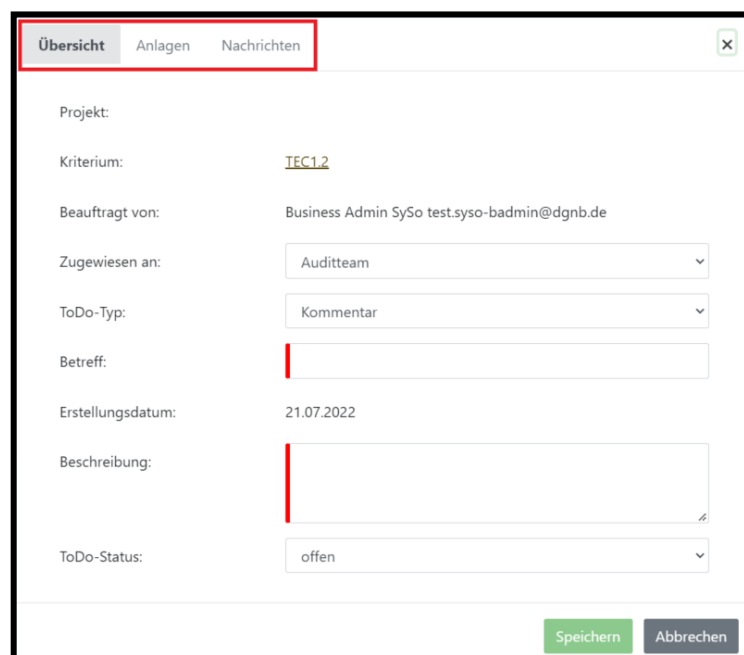 Übersicht Anlagen Nachrichten ×
Projekt:
Kriterium: TEC1.2
Beauftragt von: Business Admin SySo test.syso-badmin@dgnb.de
Zugewiesen an: Auditteam
ToDo-Typ: Kommentar
Betreff:
Erstellungsdatum: 21.07.2022
Beschreibung:
ToDo-Status: offen
Speichern Abbrechen